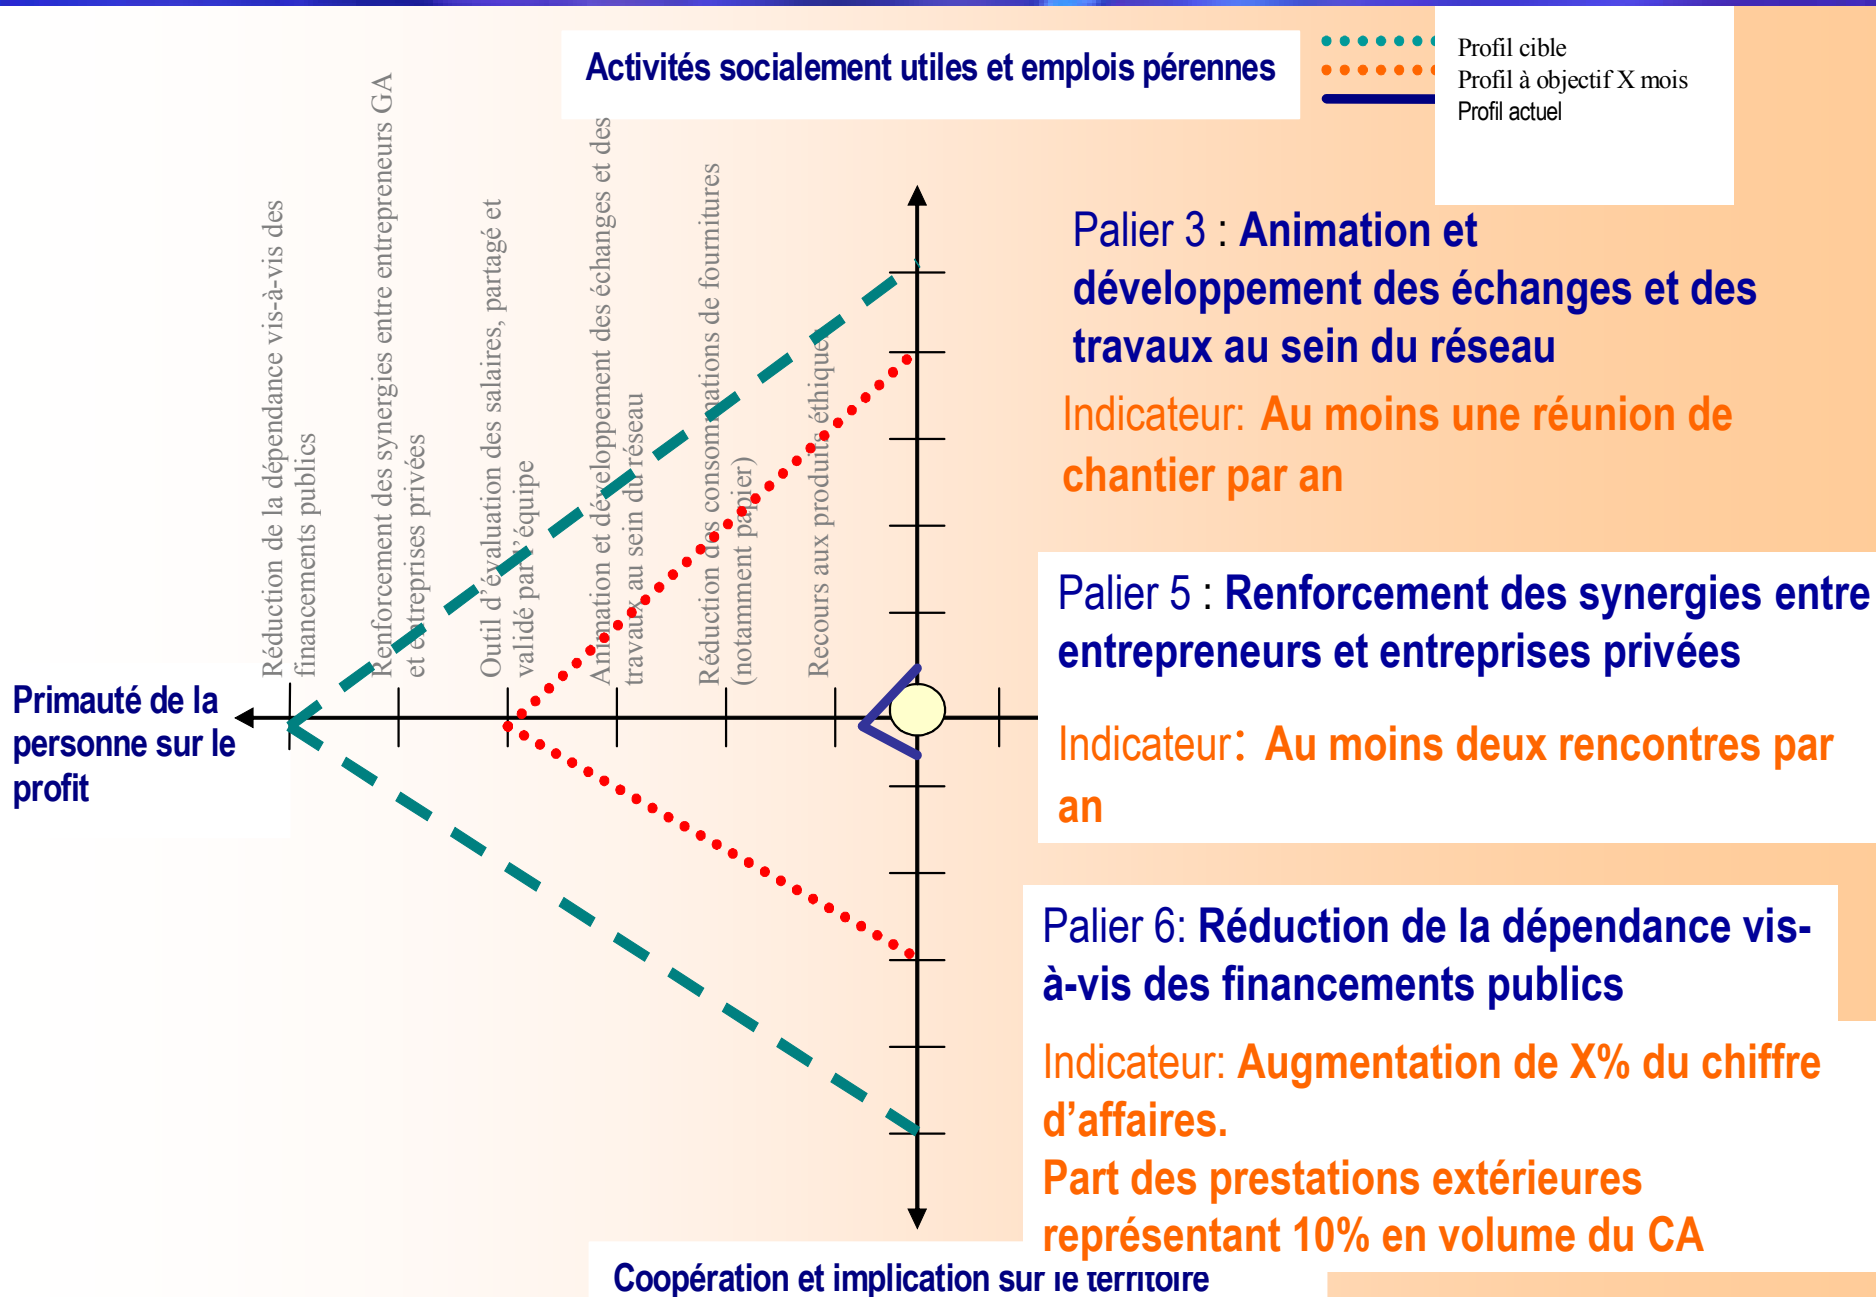 Activités socialement utiles et emplois pérennes
Profil cible
Profil à objectif X mois
Profil actuel
Réduction de la dépendance vis-à-vis des
financements publics
Renforcement des synergies entre entrepreneurs GA
et entreprises privées
Outil d’évaluation des salaires, partagé et
validé par l’équipe
Animation et développement des échanges et des
travaux au sein du réseau
Réduction des consommations de fournitures
(notamment papier)
Recours aux produits éthiques
Primauté de la
personne sur le
profit
Palier 3 : Animation et
développement des échanges et des
travaux au sein du réseau
Indicateur: Au moins une réunion de
chantier par an
Palier 5 : Renforcement des synergies entre
entrepreneurs et entreprises privées
Indicateur: Au moins deux rencontres par
an
Palier 6: Réduction de la dépendance vis-
à-vis des financements publics
Indicateur: Augmentation de X% du chiffre
d’affaires.
Part des prestations extérieures
représentant 10% en volume du CA
Coopération et implication sur le territoire